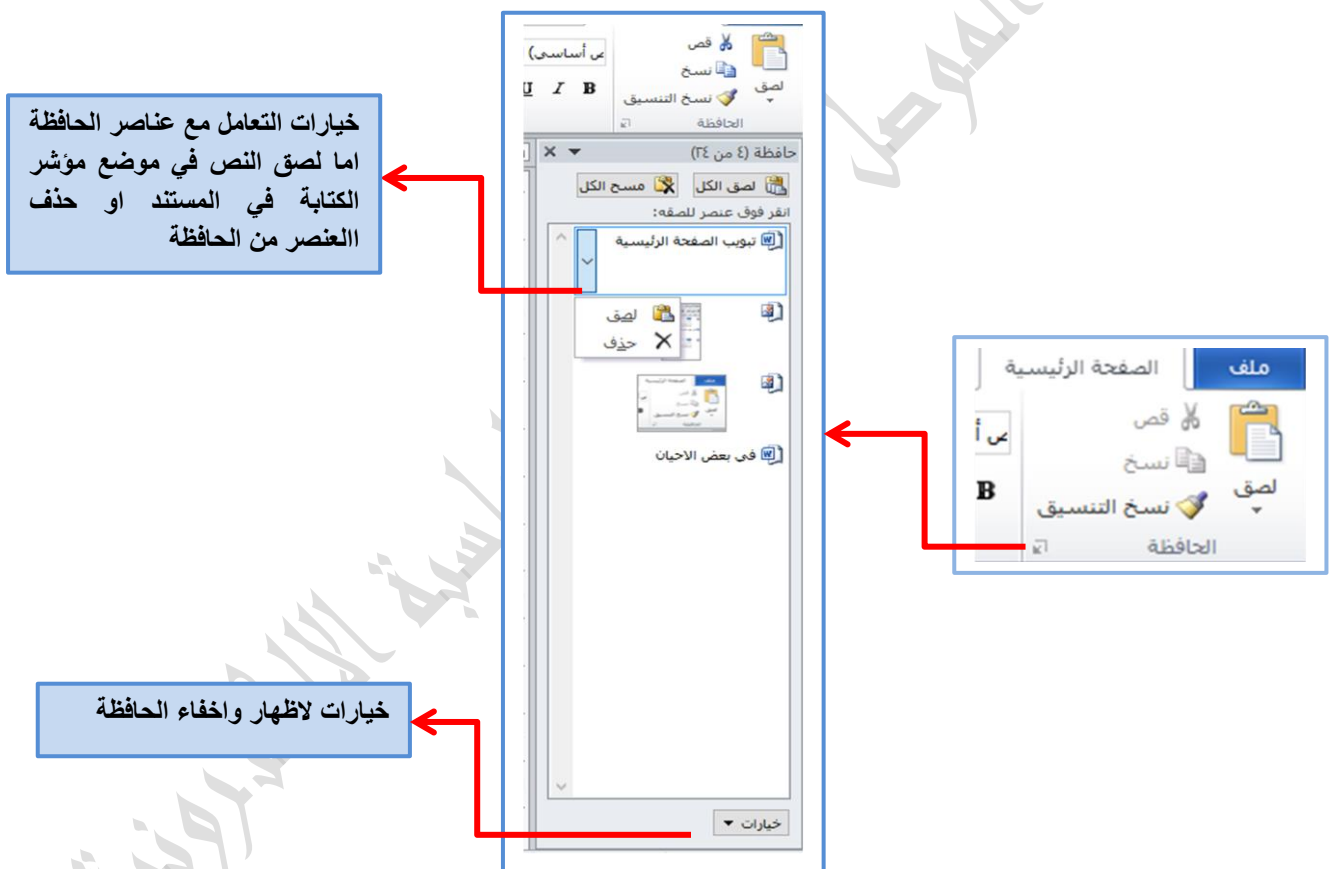 قص
نسخ
لصق
نسخ التنسيق
الحافظة
ص أساسي)
U I B
حافظة (٤ من ٢٤)
لصق الكل
مسح الكل
انقر فوق عنصر للصقه:
تبويب الصفحة الرئيسية
لصق
حذف
في بعض الاحيان
خيارات
خيارات التعامل مع عناصر الحافظة
اما لصق النص في موضع مؤشر
الكتابة في المستند او حذف
االعنصر من الحافظة
ملف
الصفحة الرئيسية
قص
نسخ
لصق
نسخ التنسيق
الحافظة
ص أ
B
خيارات لاظهار واخفاء الحافظة